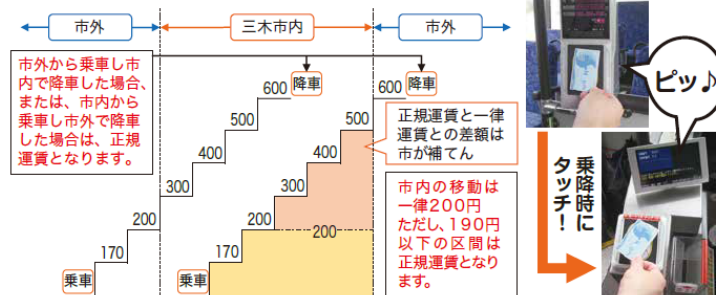 市外
三木市内
市外
市外から乗車し市
内で降車した場合、
または、市内から
乗車し市外で降車
した場合は、正規
運賃となります。
降車
降車
600
500
400
300
200
170
乗車
600
500
400
300
200
170
200
乗車
正規運賃と一律
運賃との差額は
市が補てん
市内の移動は
一律200円
ただし、190円
以下の区間は
正規運賃となり
ます。
ピッ♪
乗降時に
タッチ！